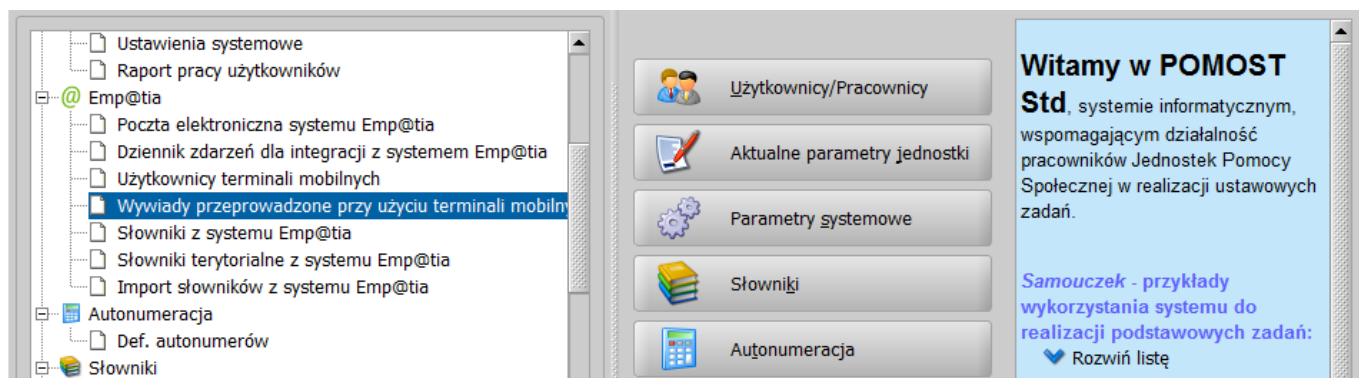 Ustawienia systemowe
Raport pracy użytkowników
Emp@tia
Poczta elektroniczna systemu Emp@tia
Dziennik zdarzeń dla integracji z systemem Emp@tia
Użytkownicy terminali mobilnych
Wywiady przeprowadzone przy użyciu terminali mobiln
Słowniki z systemu Emp@tia
Słowniki terytorialne z systemu Emp@tia
Import słowników z systemu Emp@tia
Autonumeracja
Def. autonumerów
Słowniki
Użytkownicy/Pracownicy
Aktualne parametry jednostki
Parametry systemowe
Słowniki
Autonumeracja
Witamy w POMOST
Std, systemie informatycznym,
wspomagającym działalność
pracowników Jednostek Pomocy
Społecznej w realizacji ustawowych
zadań.
Samouczek - przykłady
wykorzystania systemu do
realizacji podstawowych zadań:
Rozwiń listę